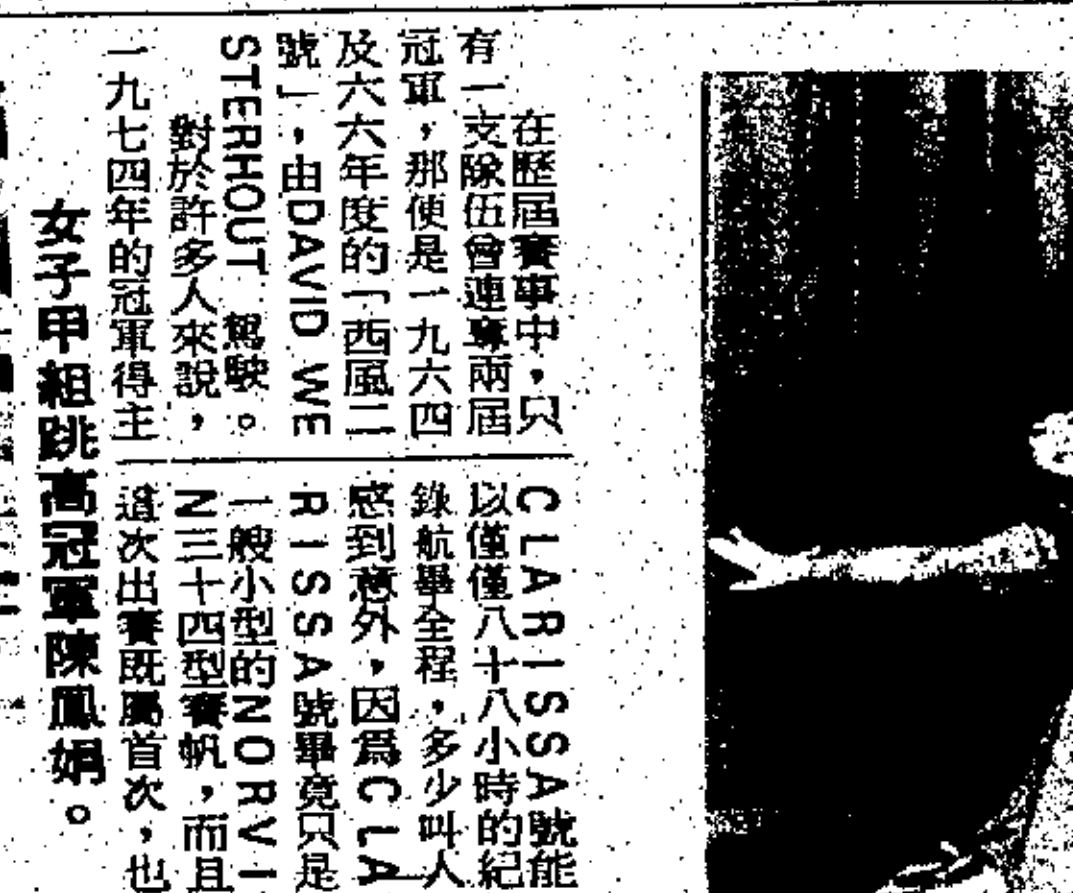 在歷屆賽事中，只
有一支隊伍曾連奪兩屆
冠軍，那便是一九六四
及六六年度的「西風二
號」，由DAVID WE
STERHOUT 駕駛。
對於許多人來說，
一九七四年的冠軍得主
CLARISSA號能
以僅僅八十八小時的紀
錄航畢全程，多少叫人
感到意外，因爲CLA
RISSA號畢竟只是
一艘小型的NORVI
N三十四型賽帆，而且
這次出賽既屬首次，也
女子甲組跳高冠軍陳鳳娟。